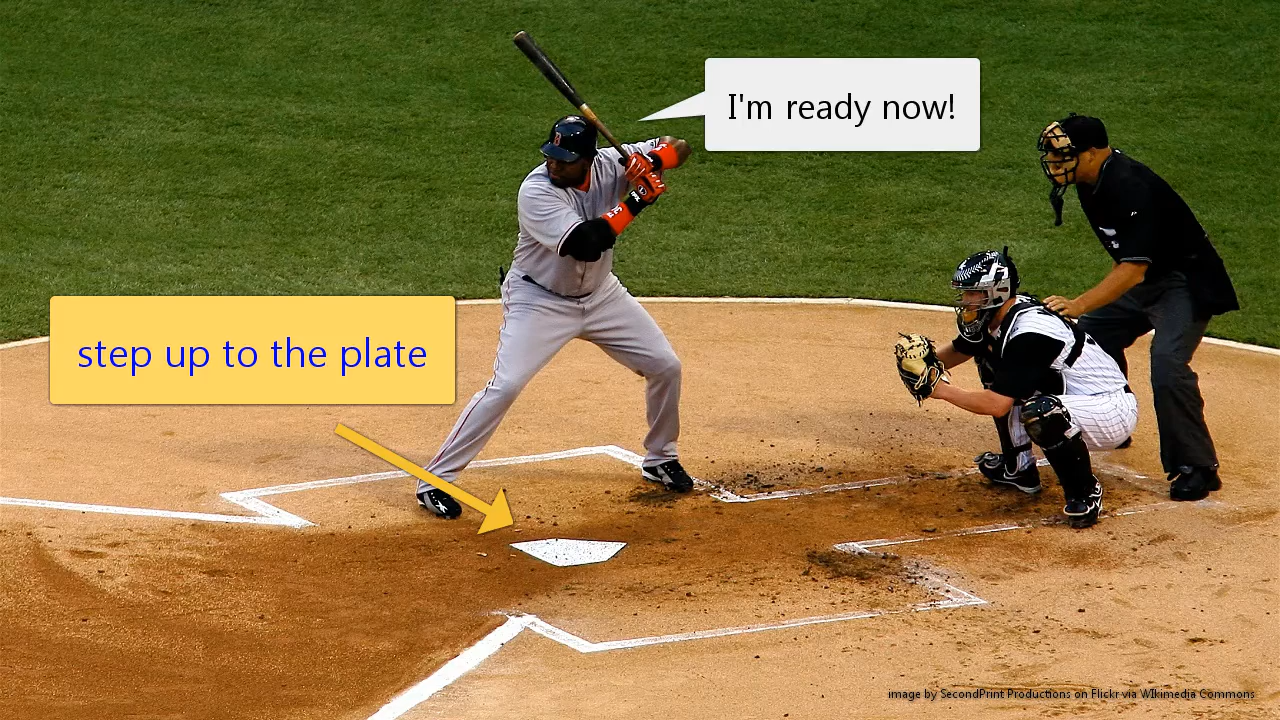 I'm ready now!
step up to the plate
image by SecondPrint Productions on Flickr via WIkimedia Commons